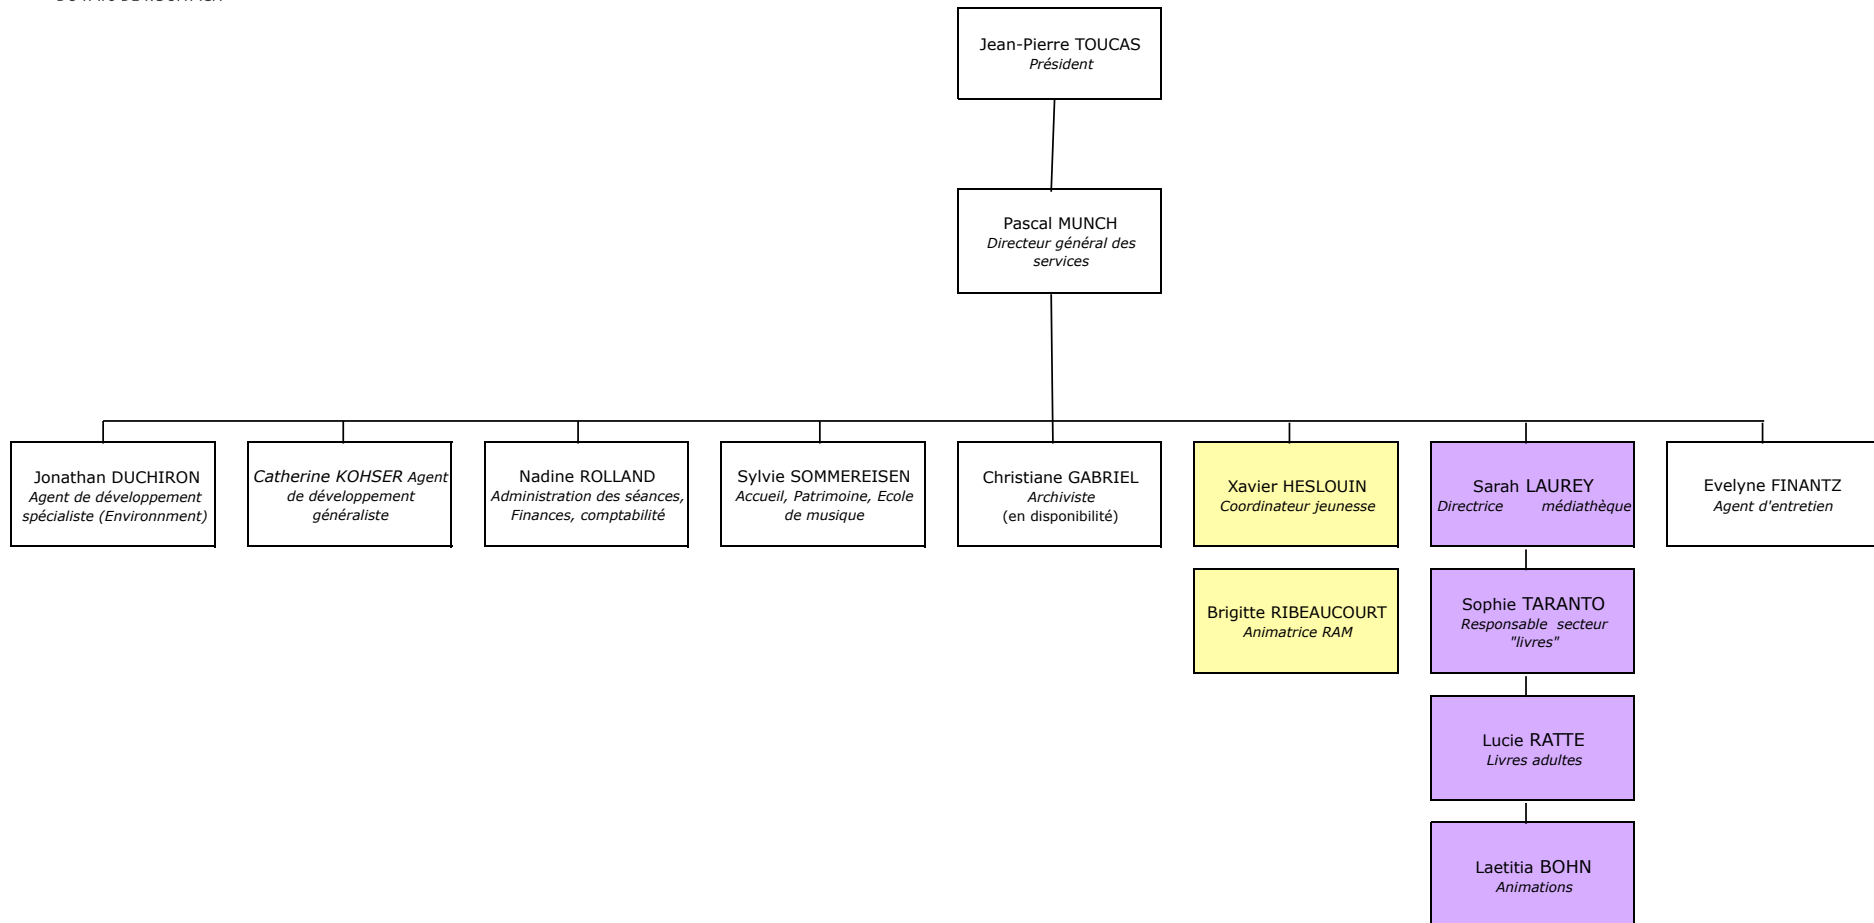 Jean-Pierre TOUCAS
Président
Pascal MUNCH
Directeur général des
services
Jonathan DUCHIRON
Agent de développement
spécialiste (Environnment)
Catherine KOHSER Agent
de développement
généraliste
Nadine ROLLAND
Administration des séances,
Finances, comptabilité
Sylvie SOMMEREISEN
Accueil, Patrimoine, Ecole
de musique
Christiane GABRIEL
Archiviste
(en disponibilité)
Xavier HESLOUIN
Coordinateur jeunesse
Sarah LAUREY
Directrice médiathèque
Evelyne FINANTZ
Agent d'entretien
Brigitte RIBEAUCOURT
Animatrice RAM
Sophie TARANTO
Responsable secteur
"livres"
Lucie RATTE
Livres adultes
Laetitia BOHN
Animations